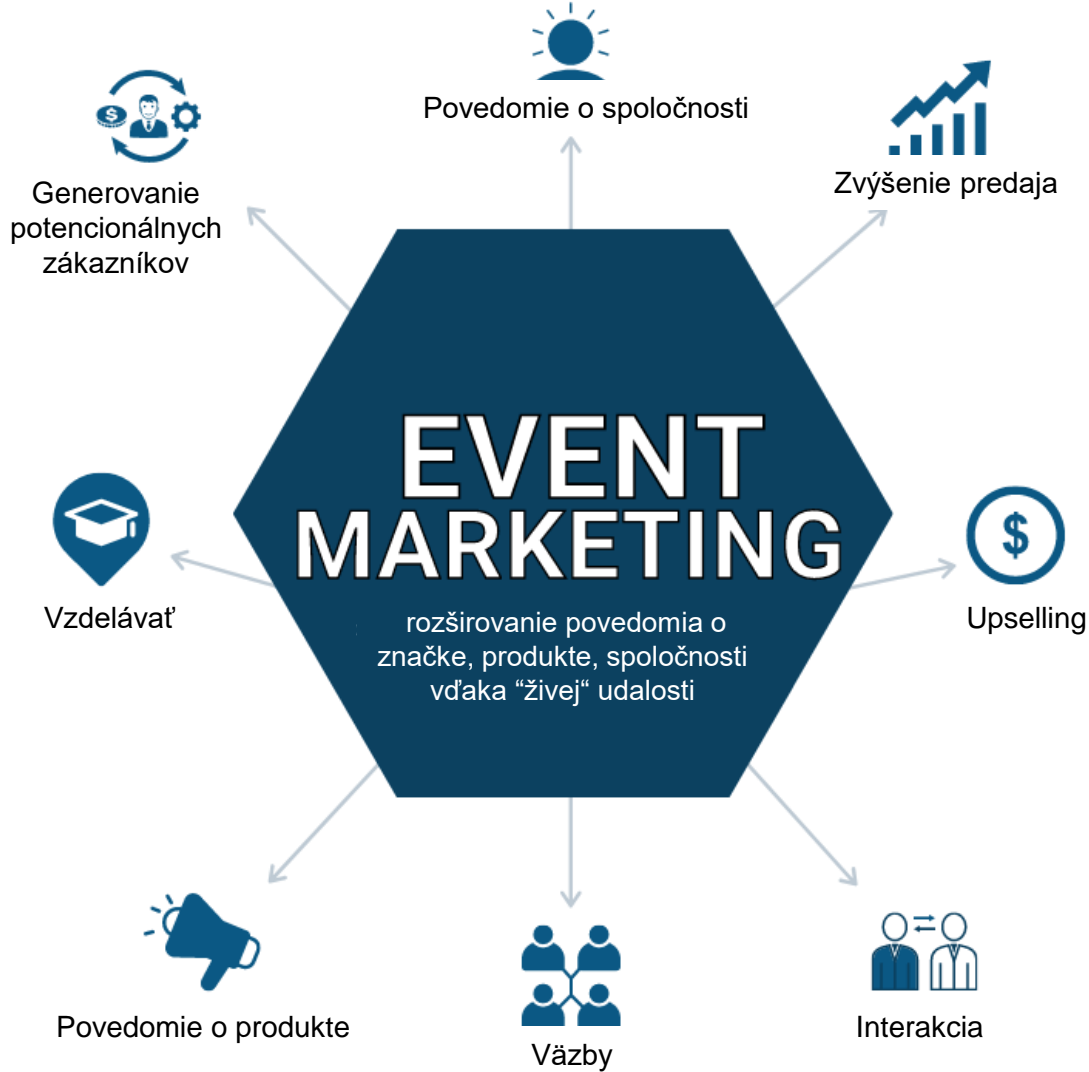 Povedomie o spoločnosti
Generovanie
potencionálnych
zákazníkov
Zvýšenie predaja
EVENT
MARKETING
rozširovanie povedomia o
značke, produkte, spoločnosti
vďaka “živej“ udalosti
Vzdelávať
$
Upselling
Povedomie o produkte
Väzby
Interakcia